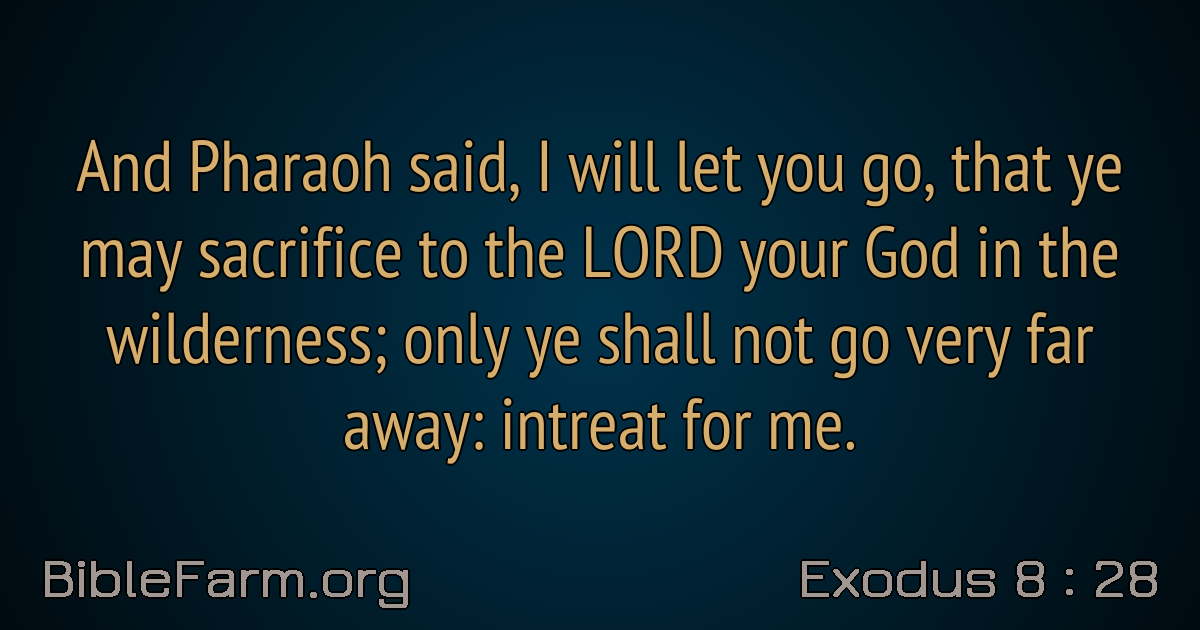 And Pharaoh said, I will let you go, that ye
may sacrifice to the LORD your God in the
wilderness; only ye shall not go very far
away: intreat for me.
BibleFarm.org
Exodus 8 : 28